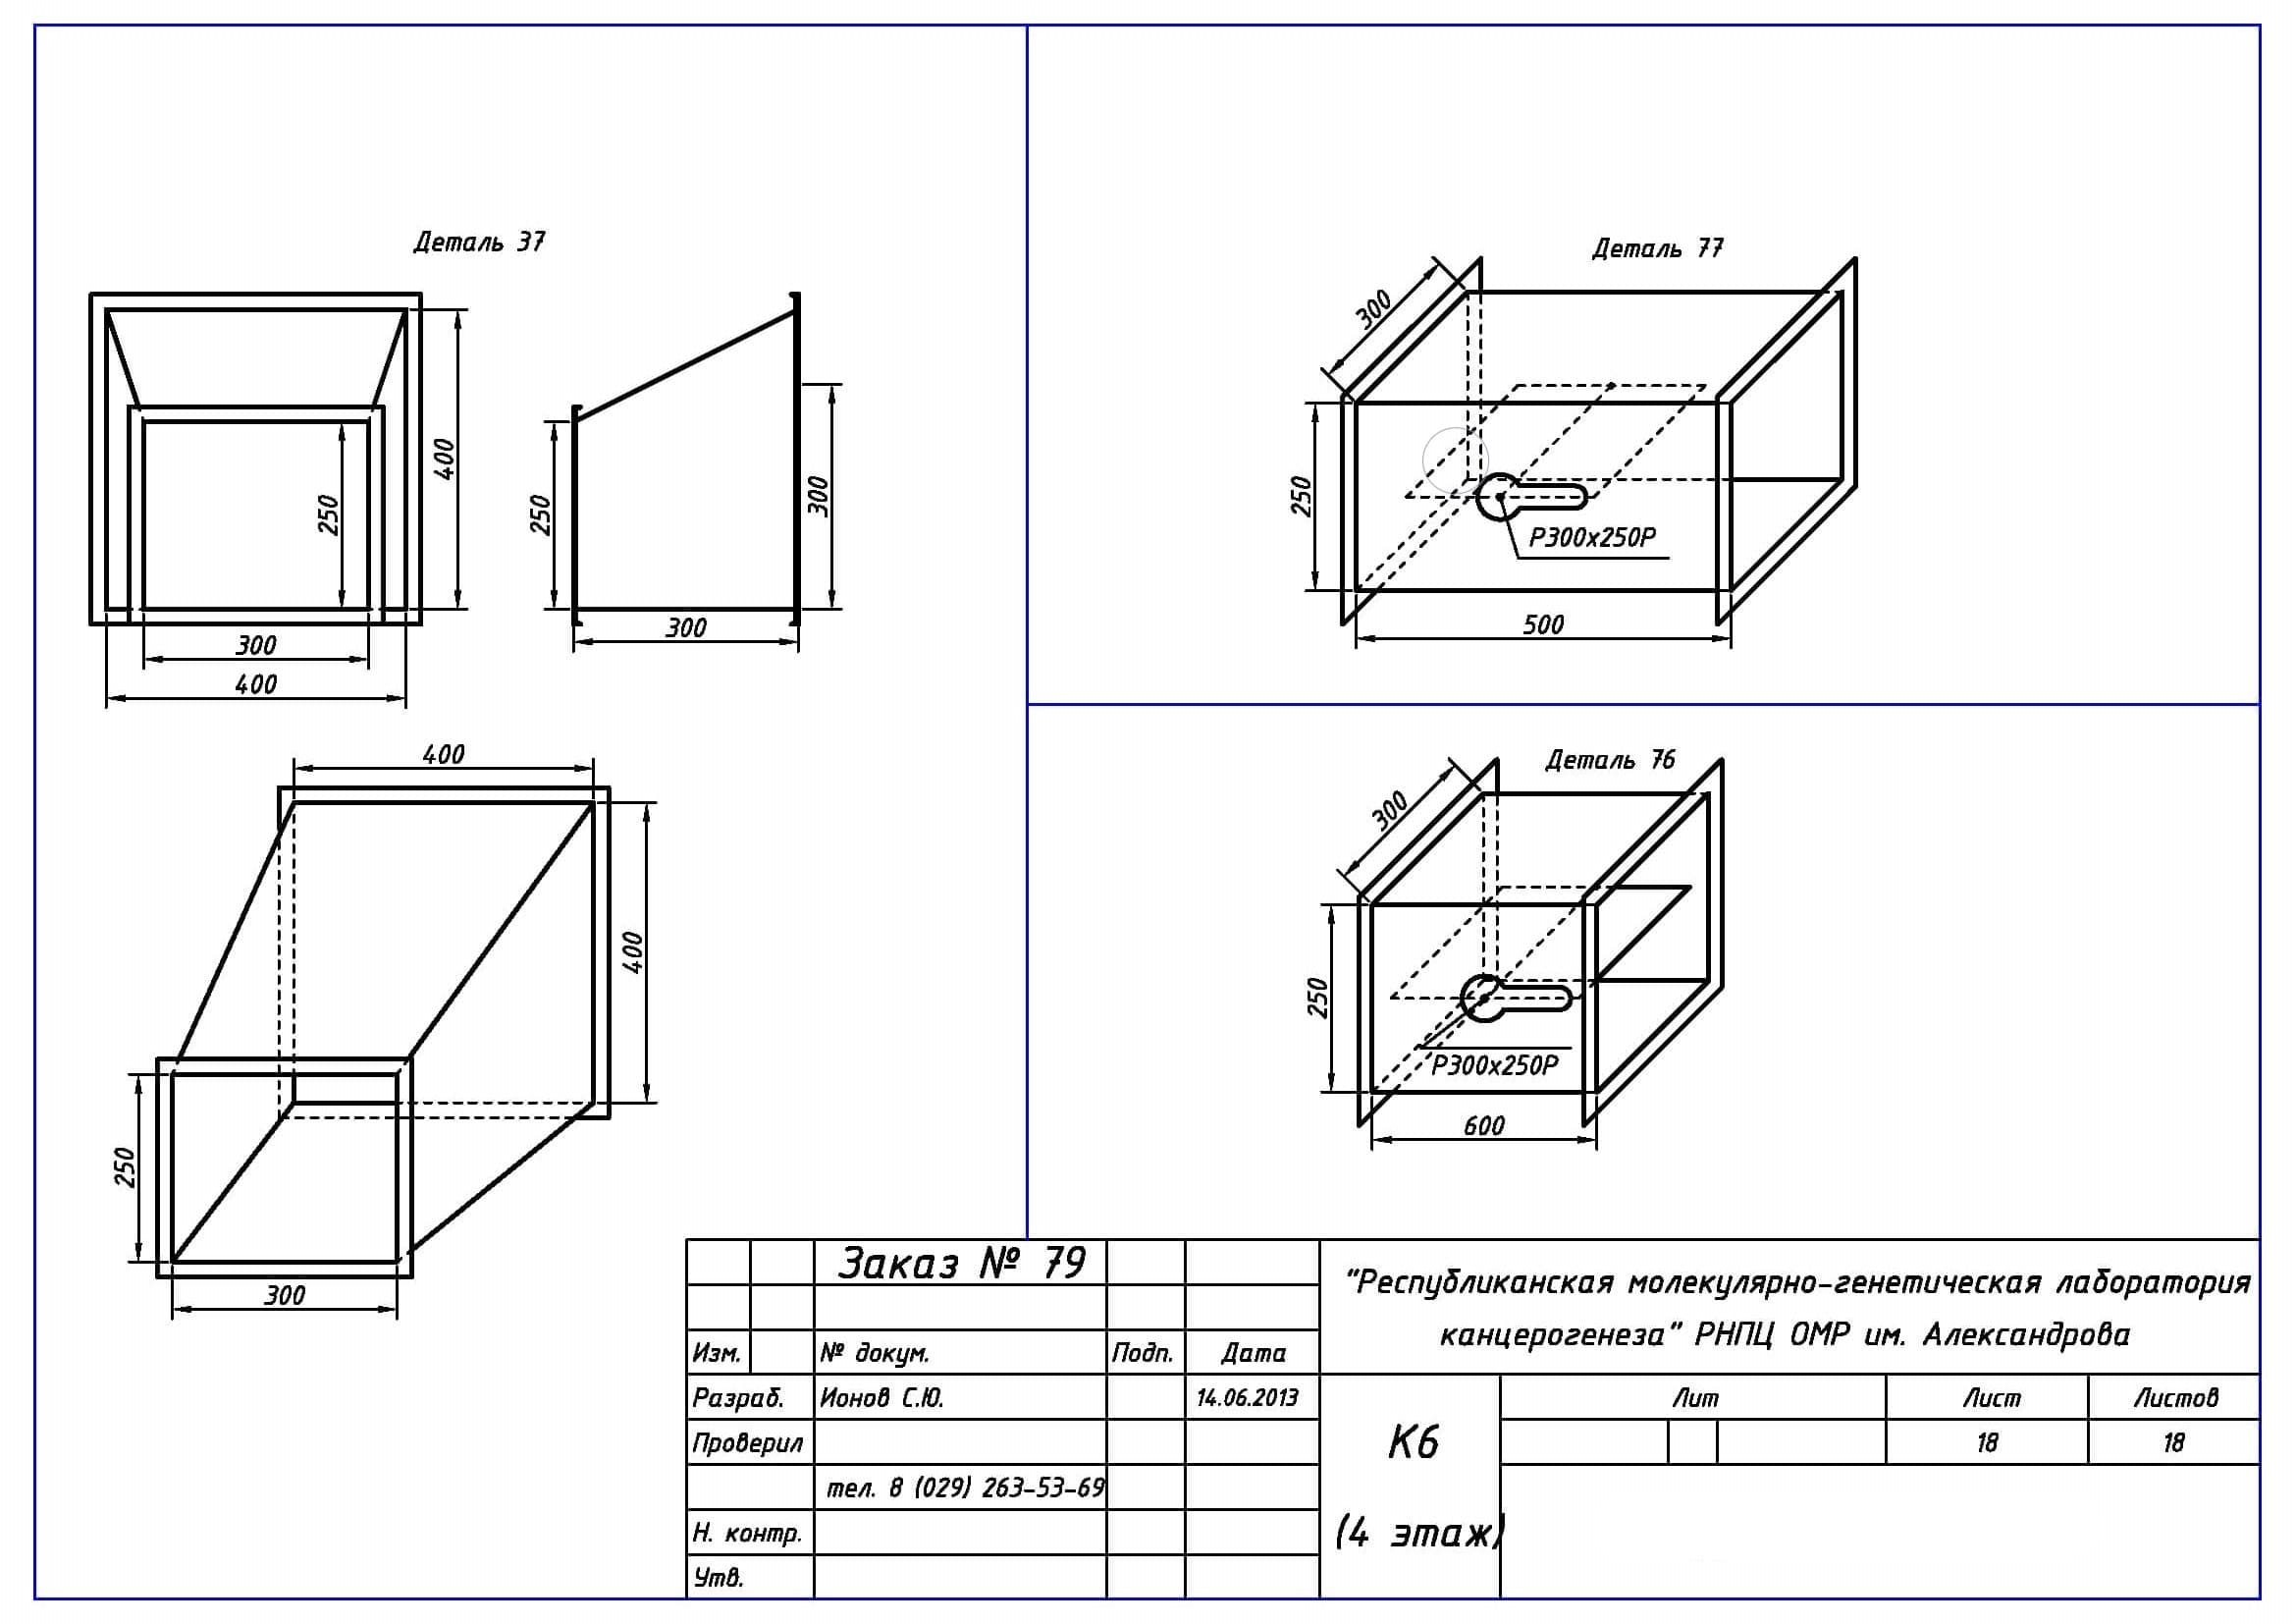 Деталь 37
400
250
300
400
250
300
300
400
400
250
300
Деталь 77
300
250
P300x250P
500
Деталь 76
300
250
P300x250P
600
Заказ № 79
Изм.
№ докум.
Подп.
Дата
Разраб.
Ионов С.Ю.
14.06.2013
Проверил
тел. 8 (029) 263-53-69
Н. контр.
Утв.
"Республиканская молекулярно-генетическая лаборатория
канцерогенеза" РНПЦ ОМР им. Александрова
К6
(4 этаж)
Лит
Лист
Листов
18
18